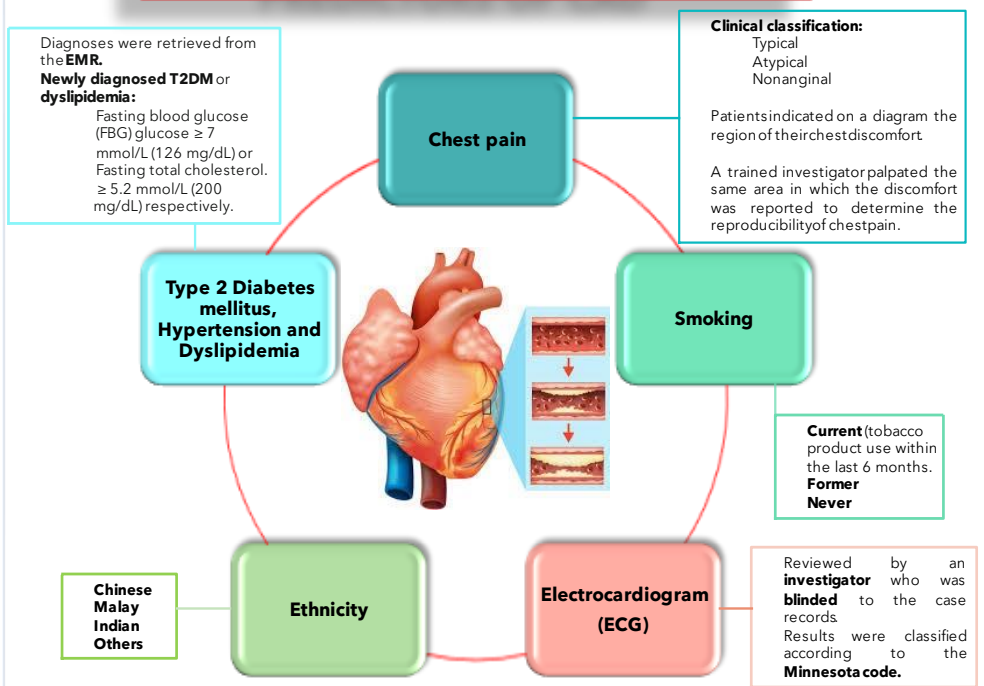 Diagnoses were retrieved from
the EMR.
Newly diagnosed T2DM or
dyslipidemia:
Fasting blood glucose
(FBG) glucose ≥ 7
mmol/L (126 mg/dL) or
Fasting total cholesterol.
≥ 5.2 mmol/L (200
mg/dL) respectively.
Chest pain
Clinical classification:
Typical
Atypical
Nonanginal
Patients indicated on a diagram the
region of their chest discomfort.
A trained investigator palpated the
same area in which the discomfort
was reported to determine the
reproducibility of chest pain.
Type 2 Diabetes
mellitus,
Hypertension and
Dyslipidemia
Smoking
Current (tobacco
product use within
the last 6 months.
Former
Never
Chinese
Malay
Indian
Others
Ethnicity
Electrocardiogram
(ECG)
Reviewed by an
investigator who was
blinded to the case
records.
Results were classified
according to the
Minnesota code.